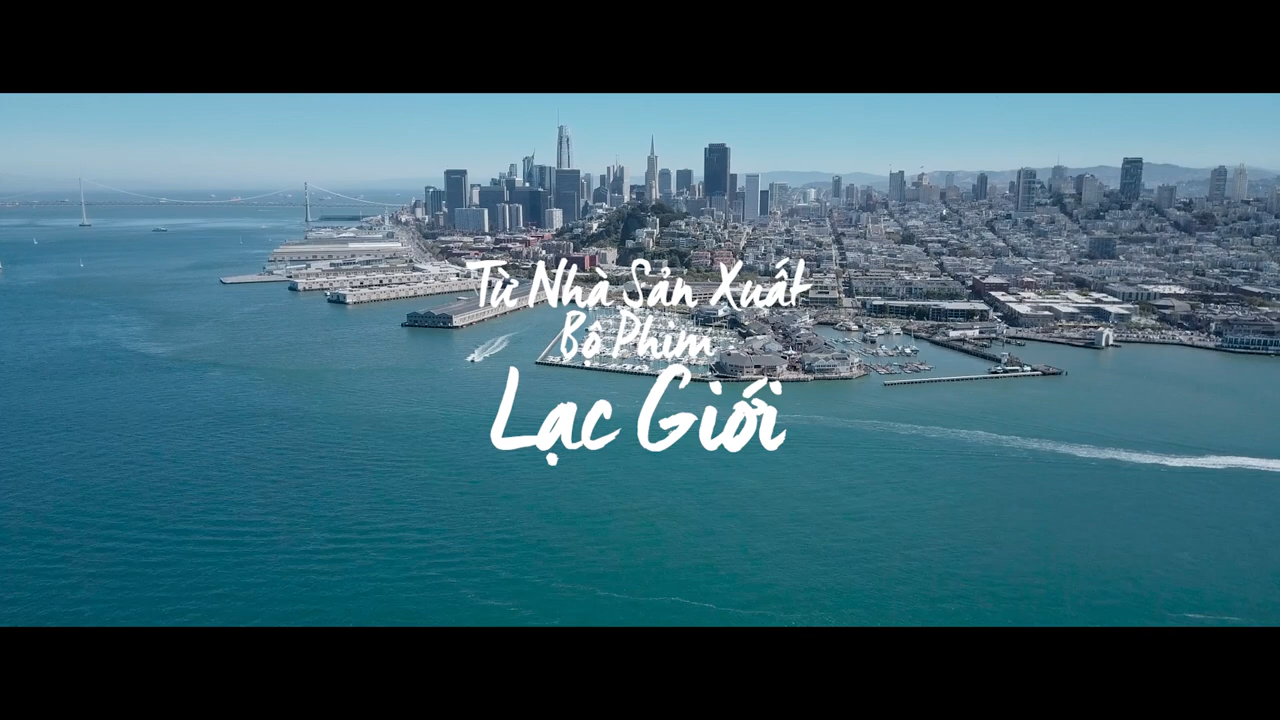 Từ Nhà Sản Xuất
Bộ Phim
Lạc Giới